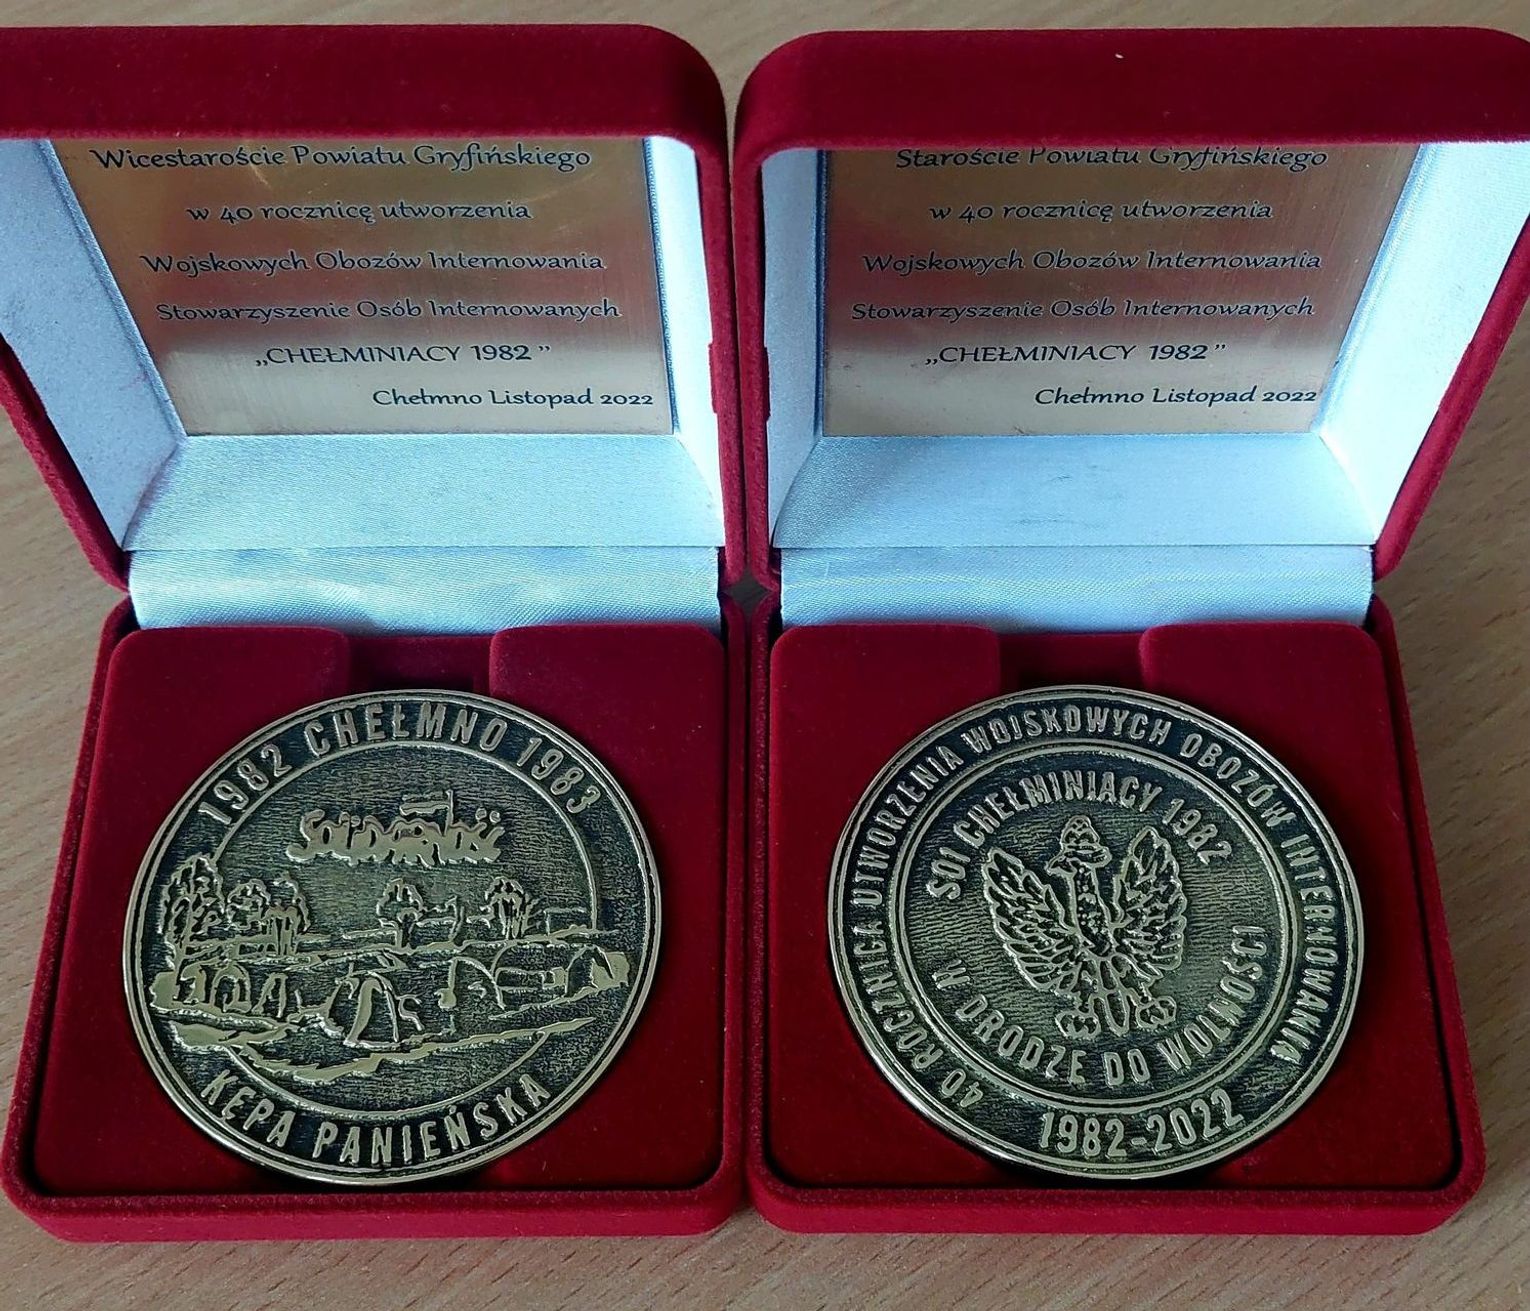 Wicestaroście Powiatu Gryfińskiego
w 40 rocznicę utworzenia
Wojskowych Obozów Internowania
Stowarzyszenie Osób Internowanych
„CHEŁMINIACY 1982”
Chełmno Listopad 2022
Staroście Powiatu Gryfińskiego
w 40 rocznicę utworzenia
Wojskowych Obozów Internowania
Stowarzyszenie Osób Internowanych
„CHEŁMINIACY 1982”
Chełmno Listopad 2022
1982 CHEŁMNO 1983
SOLIDARNOŚĆ
KĘPA PANIEŃSKA
40 ROCZNICA UTWORZENIA WOJSKOWYCH OBOZÓW INTERNOWANIA
1982-2022
SOI CHEŁMINIACY 1982
W DRODZE DO WOLNOŚCI